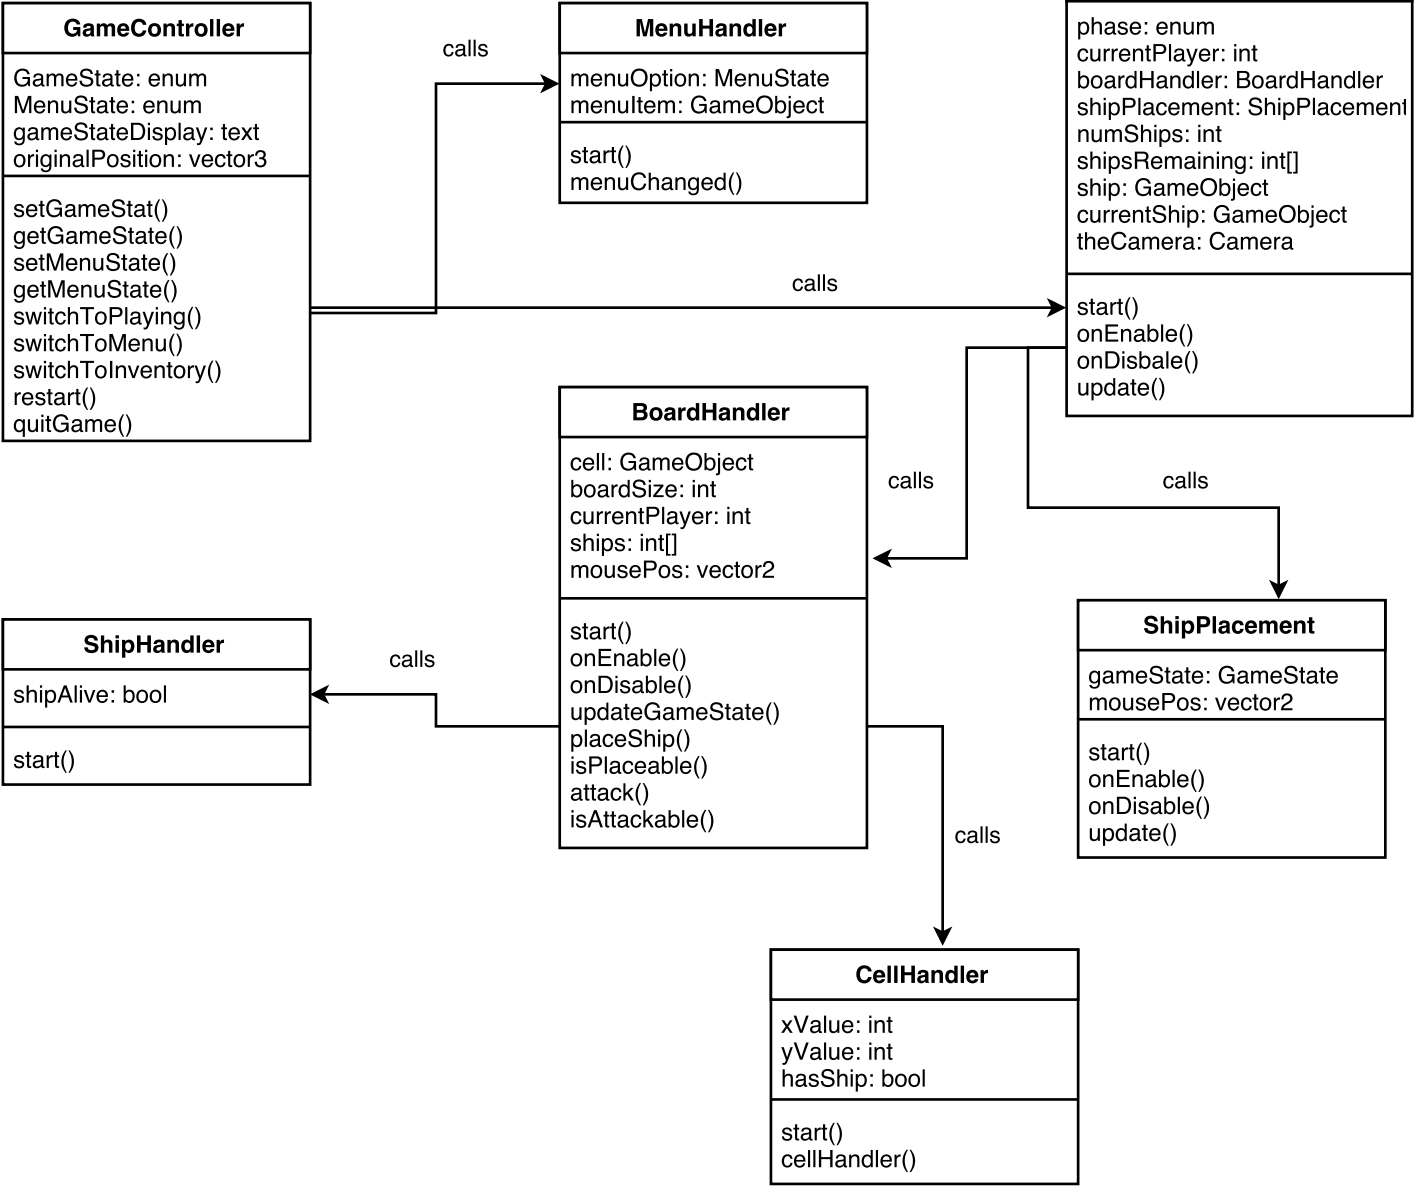 GameController
GameState: enum
MenuState: enum
gameStateDisplay: text
originalPosition: vector3
setGameStat()
getGameState()
setMenuState()
getMenuState()
switchToPlaying()
switchToMenu()
switchToInventory()
restart()
quitGame()
calls
MenuHandler
menuOption: MenuState
menuItem: GameObject
start()
menuChanged()
calls
phase: enum
currentPlayer: int
boardHandler: BoardHandler
shipPlacement: ShipPlacement
numShips: int
shipsRemaining: int[]
ship: GameObject
currentShip: GameObject
theCamera: Camera
start()
onEnable()
onDisbale()
update()
BoardHandler
cell: GameObject
boardSize: int
currentPlayer: int
ships: int[]
mousePos: vector2
start()
onEnable()
onDisable()
updateGameState()
placeShip()
isPlaceable()
attack()
isAttackable()
calls
calls
ShipHandler
shipAlive: bool
start()
calls
ShipPlacement
gameState: GameState
mousePos: vector2
start()
onEnable()
onDisable()
update()
calls
CellHandler
xValue: int
yValue: int
hasShip: bool
start()
cellHandler()